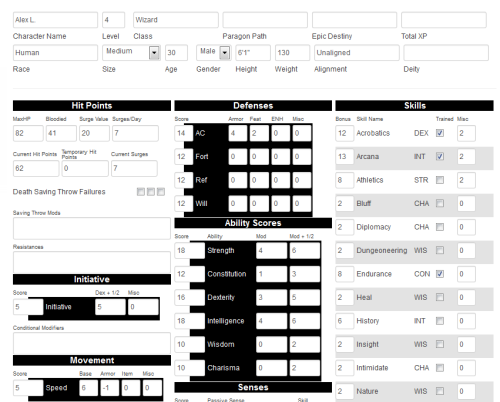 Alex L. 4 Wizard
Character Name Level Class Paragon Path Epic Destiny Total XP
Human Medium 30 Male 6'1" 130 Unaligned
Race Size Age Gender Height Weight Alignment Deity
Hit Points
MaxHP Bloodied Surge Value Surges/Day
82 41 20 7
Current Hit Points Temporary Hit Points Current Surges
62 0 7
Death Saving Throw Failures
Saving Throw Mods
Resistances
Initiative
Score Dex + 1/2 Misc
5 Initiative 5 0
Conditional Modifiers
Movement
Score Base Armor Item Misc
5 Speed 6 -1 0 0
Defenses
Score Armor Feat ENH Misc
14 AC 4 2 0 0
12 Fort 0 0 0 0
12 Ref 0 0 0 0
12 Will 0 0 0 0
Ability Scores
Score Ability Mod Mod + 1/2
18 Strength 4 6
12 Constitution 1 3
16 Dexterity 3 5
18 Intelligence 4 6
10 Wisdom 0 2
10 Charisma 0 2
Senses
Score Passive Sense Skill
Skills
Bonus Skill Name Trained Misc
12 Acrobatics DEX 2
13 Arcana INT 2
8 Athletics STR 2
2 Bluff CHA 0
2 Diplomacy CHA 0
2 Dungeoneering WIS 0
8 Endurance CON 0
2 Heal WIS 0
6 History INT 0
2 Insight WIS 0
2 Intimidate CHA 0
2 Nature WIS 0